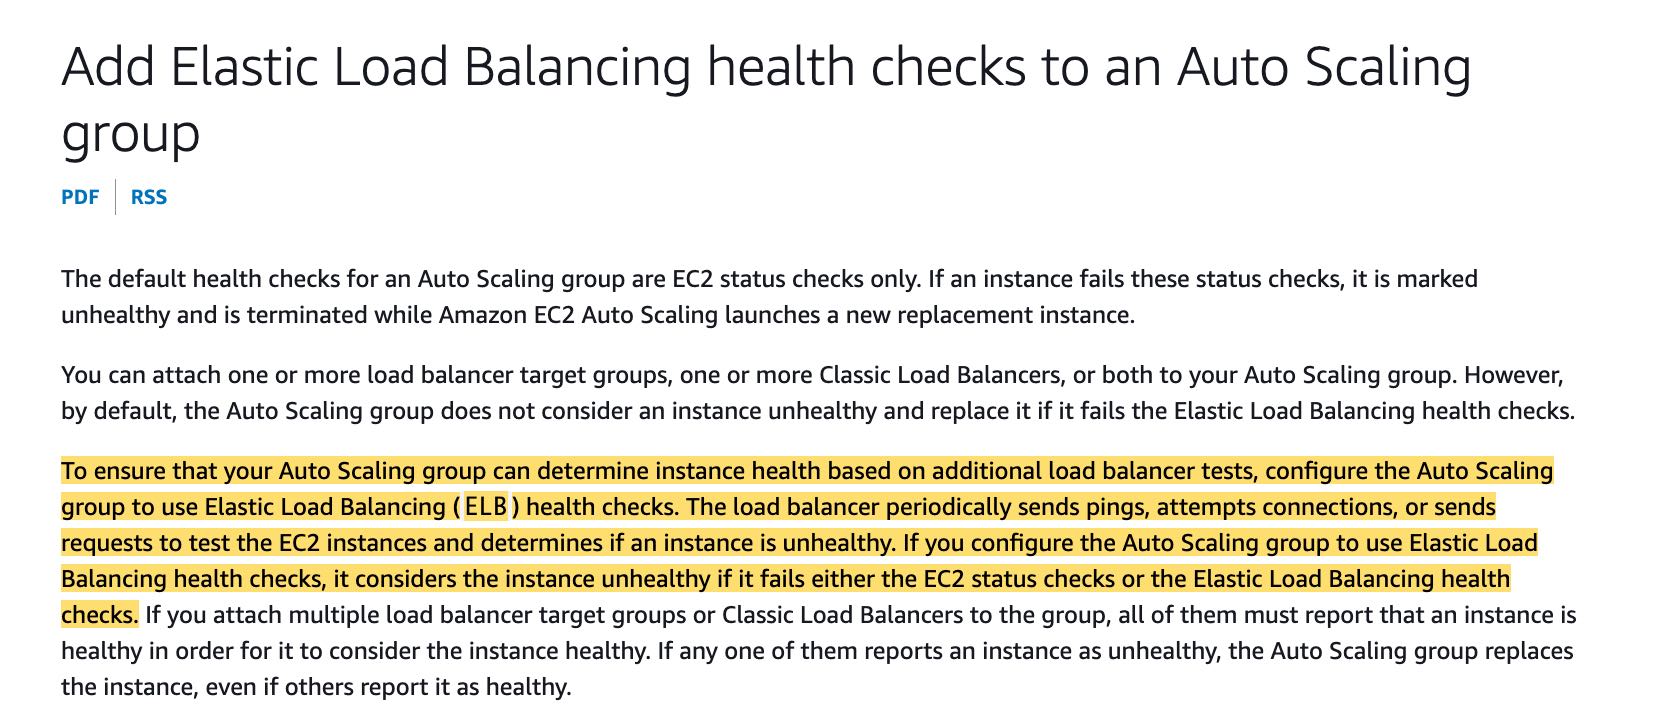 Add Elastic Load Balancing health checks to an Auto Scaling
group
PDF | RSS
The default health checks for an Auto Scaling group are EC2 status checks only. If an instance fails these status checks, it is marked
unhealthy and is terminated while Amazon EC2 Auto Scaling launches a new replacement instance.
You can attach one or more load balancer target groups, one or more Classic Load Balancers, or both to your Auto Scaling group. However,
by default, the Auto Scaling group does not consider an instance unhealthy and replace it if it fails the Elastic Load Balancing health checks.
To ensure that your Auto Scaling group can determine instance health based on additional load balancer tests, configure the Auto Scaling
group to use Elastic Load Balancing (ELB) health checks. The load balancer periodically sends pings, attempts connections, or sends
requests to test the EC2 instances and determines if an instance is unhealthy. If you configure the Auto Scaling group to use Elastic Load
Balancing health checks, it considers the instance unhealthy if it fails either the EC2 status checks or the Elastic Load Balancing health
checks. If you attach multiple load balancer target groups or Classic Load Balancers to the group, all of them must report that an instance is
healthy in order for it to consider the instance healthy. If any one of them reports an instance as unhealthy, the Auto Scaling group replaces
the instance, even if others report it as healthy.